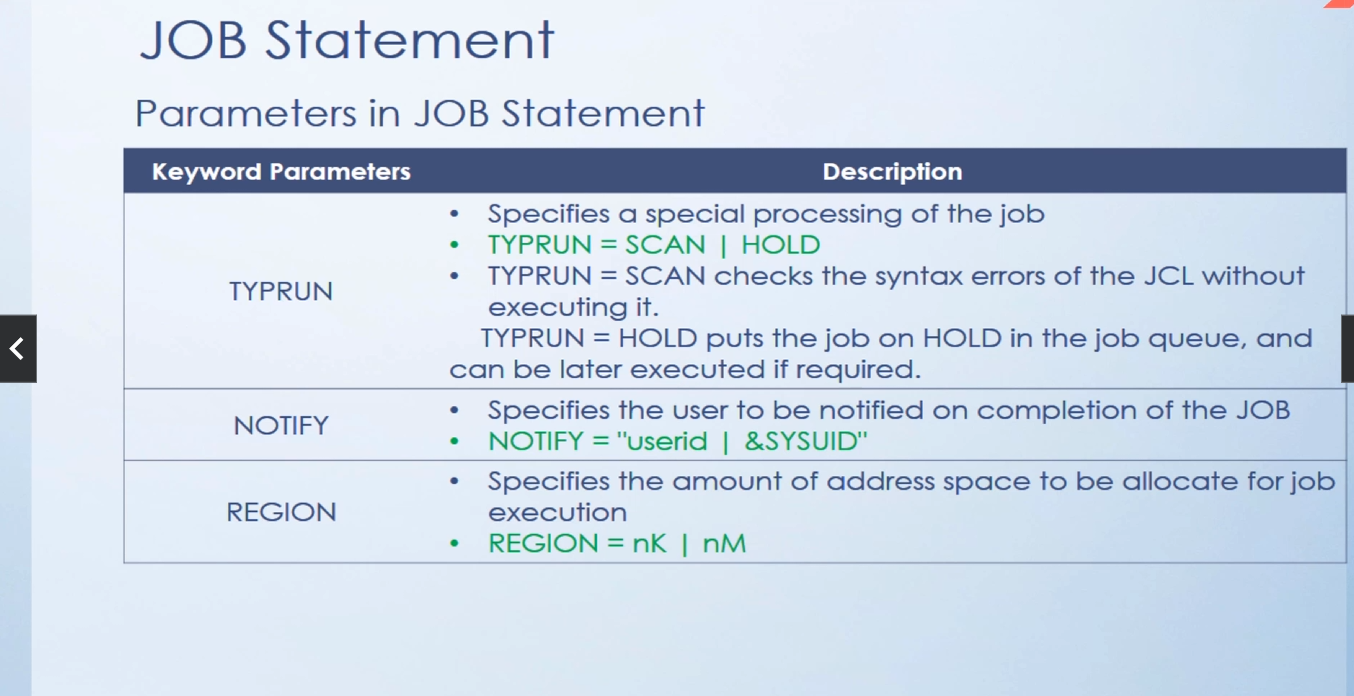 JOB Statement
Parameters in JOB Statement
Keyword Parameters Description
TYPRUN
• Specifies a special processing of the job
• TYPRUN = SCAN | HOLD
• TYPRUN = SCAN checks the syntax errors of the JCL without
executing it.
TYPRUN = HOLD puts the job on HOLD in the job queue, and
can be later executed if required.
NOTIFY
• Specifies the user to be notified on completion of the JOB
• NOTIFY = "userid | &SYSUID"
REGION
• Specifies the amount of address space to be allocate for job
execution
• REGION = nK | nM